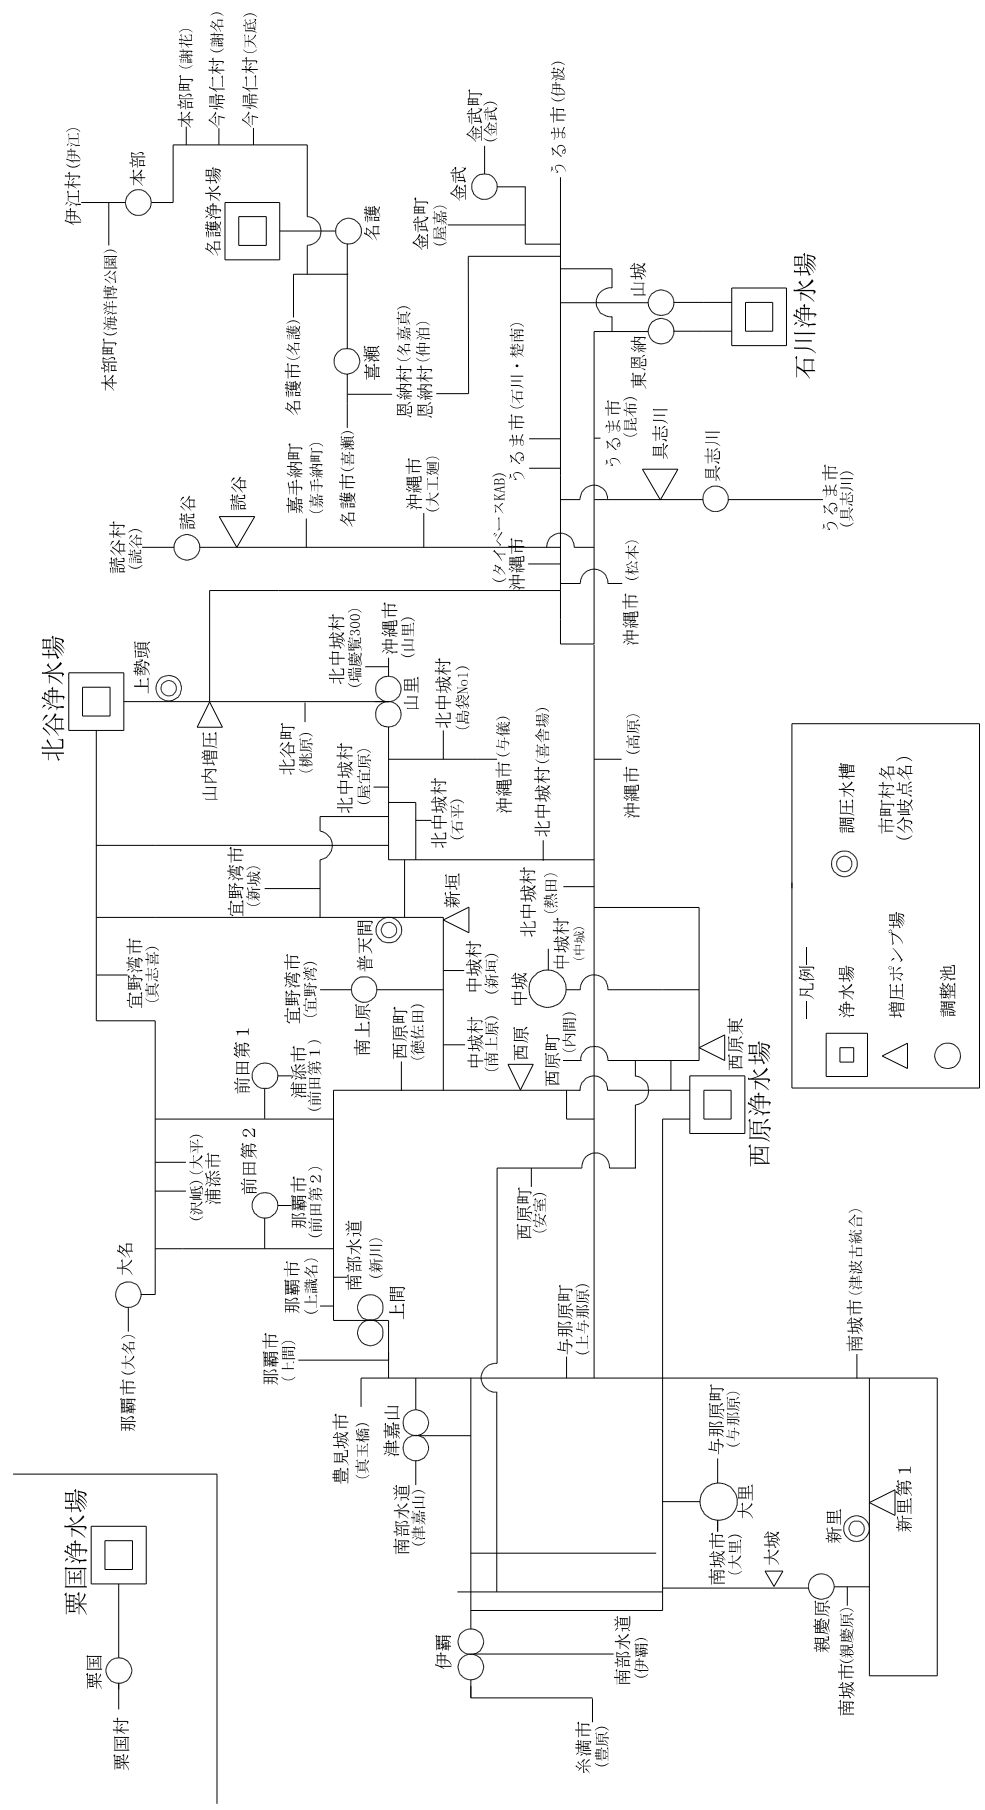 伊江村(伊江)
本部
本部町(海洋博公園)
本部町(謝花)
今帰仁村(謝名)
今帰仁村(天底)
名護浄水場
名護
名護市(名護)
喜瀬
名護市(喜瀬)
恩納村(名嘉真)
恩納村(仲泊)
金武町
(屋嘉)
金武
金武町
(金武)
うるま市(伊波)
石川浄水場
山城
東恩納
うるま市(石川・楚南)
うるま市
(昆布)
具志川
具志川
うるま市
(具志川)
読谷村
(読谷)
読谷
読谷
嘉手納町
(嘉手納町)
沖縄市
(大工廻)
(タイベースKAB)
沖縄市
沖縄市
(松本)
北谷浄水場
上勢頭
山内増圧
北谷町
(桃原)
北中城村
(瑞慶覧300)
沖縄市
(山里)
山里
北中城村
(島袋No1)
沖縄市(与儀)
北中城村
(屋宜原)
北中城村
(石平)
北中城村(喜舎場)
沖縄市
(高原)
宜野湾市
(新城)
新垣
普天間
北中城村
(熱田)
宜野湾市
(真志喜)
宜野湾市
(宜野湾)
南上原
中城村
(新垣)
中城
中城村
(中城)
西原町
(徳佐田)
中城村
(南上原)
西原
西原町
(内間)
西原東
西原浄水場
前田第1
浦添市
(前田第1)
前田第2
那覇市
(前田第2)
(沢岻)(大平)
浦添市
大名
那覇市(大名)
那覇市
(上識名)
南部水道
(新川)
上間
那覇市
(上間)
西原町
(安室)
与那原町
(上与那原)
南城市(津波古統合)
豊見城市
(真玉橋)
津嘉山
南部水道
(津嘉山)
与那原町
(与那原)
大里
南城市
(大里)
大城
新里
新里第1
親慶原
南城市(親慶原)
伊覇
南部水道
(伊覇)
糸満市
(豊原)
粟国浄水場
粟国
粟国村
―凡例―
浄水場
増圧ポンプ場
調整池
調圧水槽
市町村名
(分岐点名)